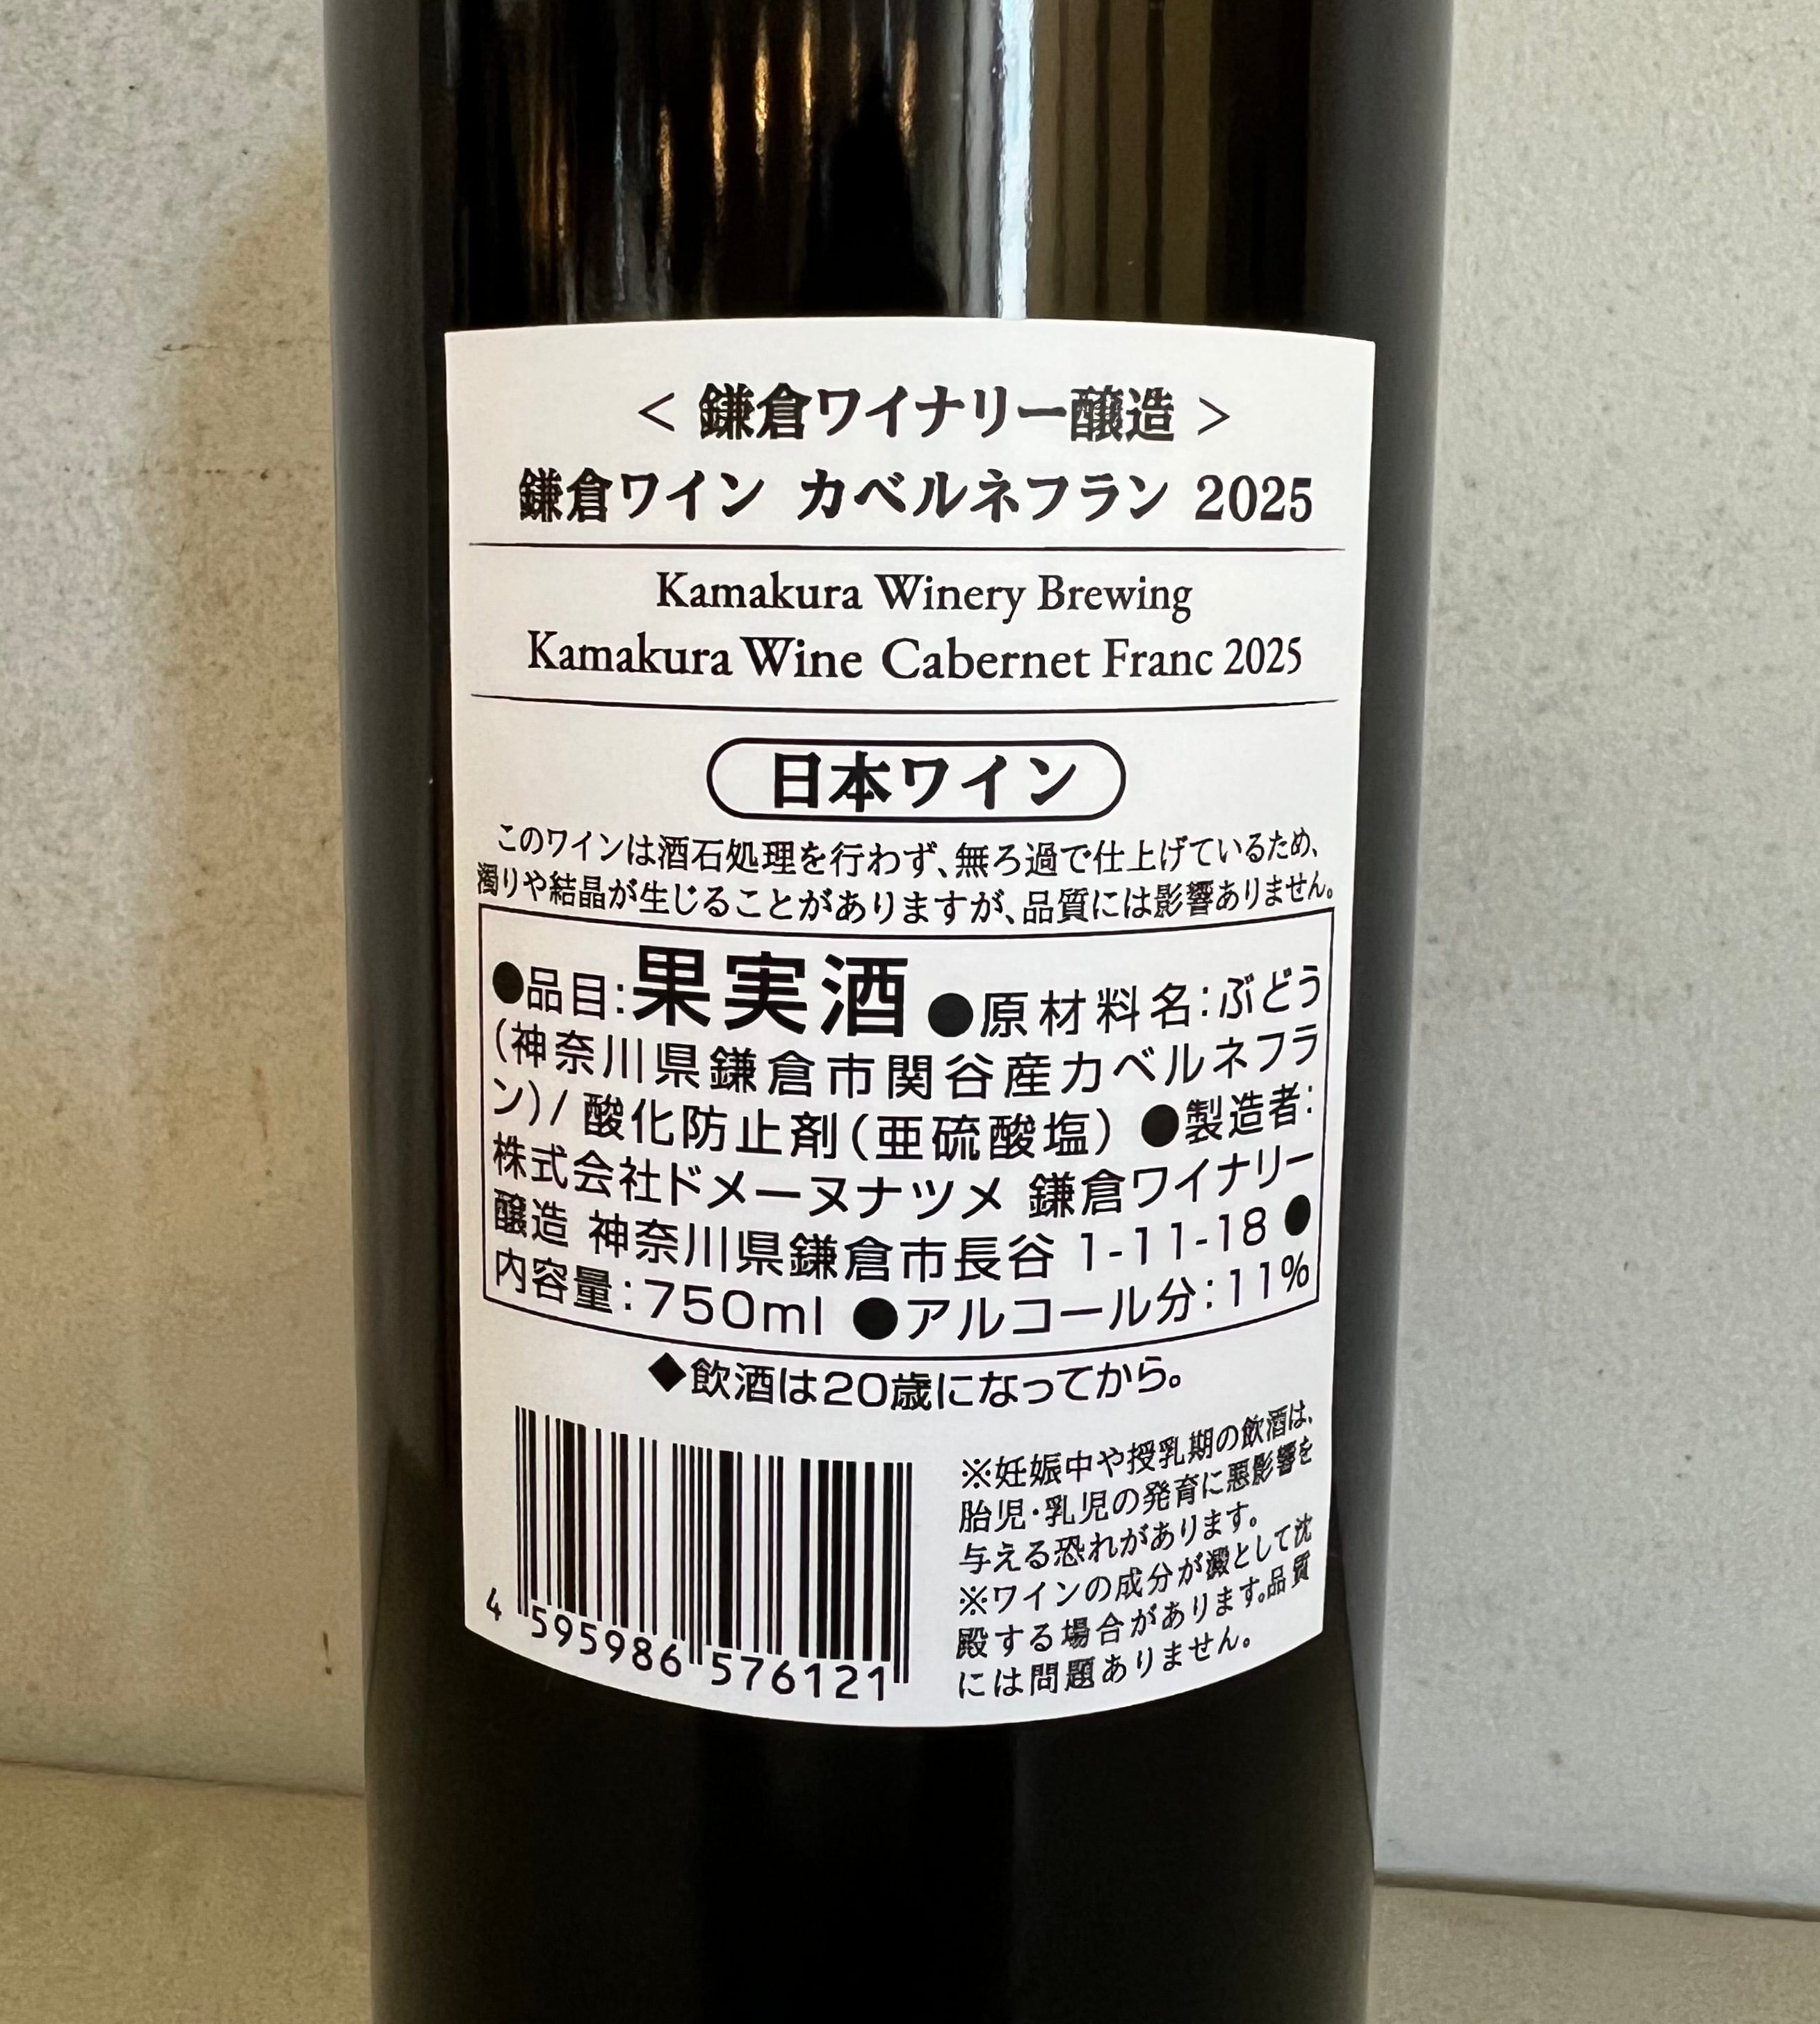 < 鎌倉ワイナリー醸造 >
鎌倉ワイン カベルネフラン 2025
Kamakura Winery Brewing
Kamakura Wine Cabernet Franc 2025
日本ワイン
このワインは酒石処理を行わず、無ろ過で仕上げているため、
濁りや結晶が生じることがありますが、品質には影響ありません。
●品目:果実酒 ●原材料名:ぶどう
(神奈川県鎌倉市関谷産カベルネフラ
ン)/ 酸化防止剤(亜硫酸塩) ●製造者:
株式会社ドメーヌナツメ 鎌倉ワイナリー
醸造 神奈川県鎌倉市長谷 1-11-18 ●
内容量:750ml ●アルコール分:11%
◆飲酒は20歳になってから。
4 595986 576121
※妊娠中や授乳期の飲酒は、
胎児・乳児の発育に悪影響を
与える恐れがあります。
※ワインの成分が澱として沈
殿する場合があります。品質
には問題ありません。